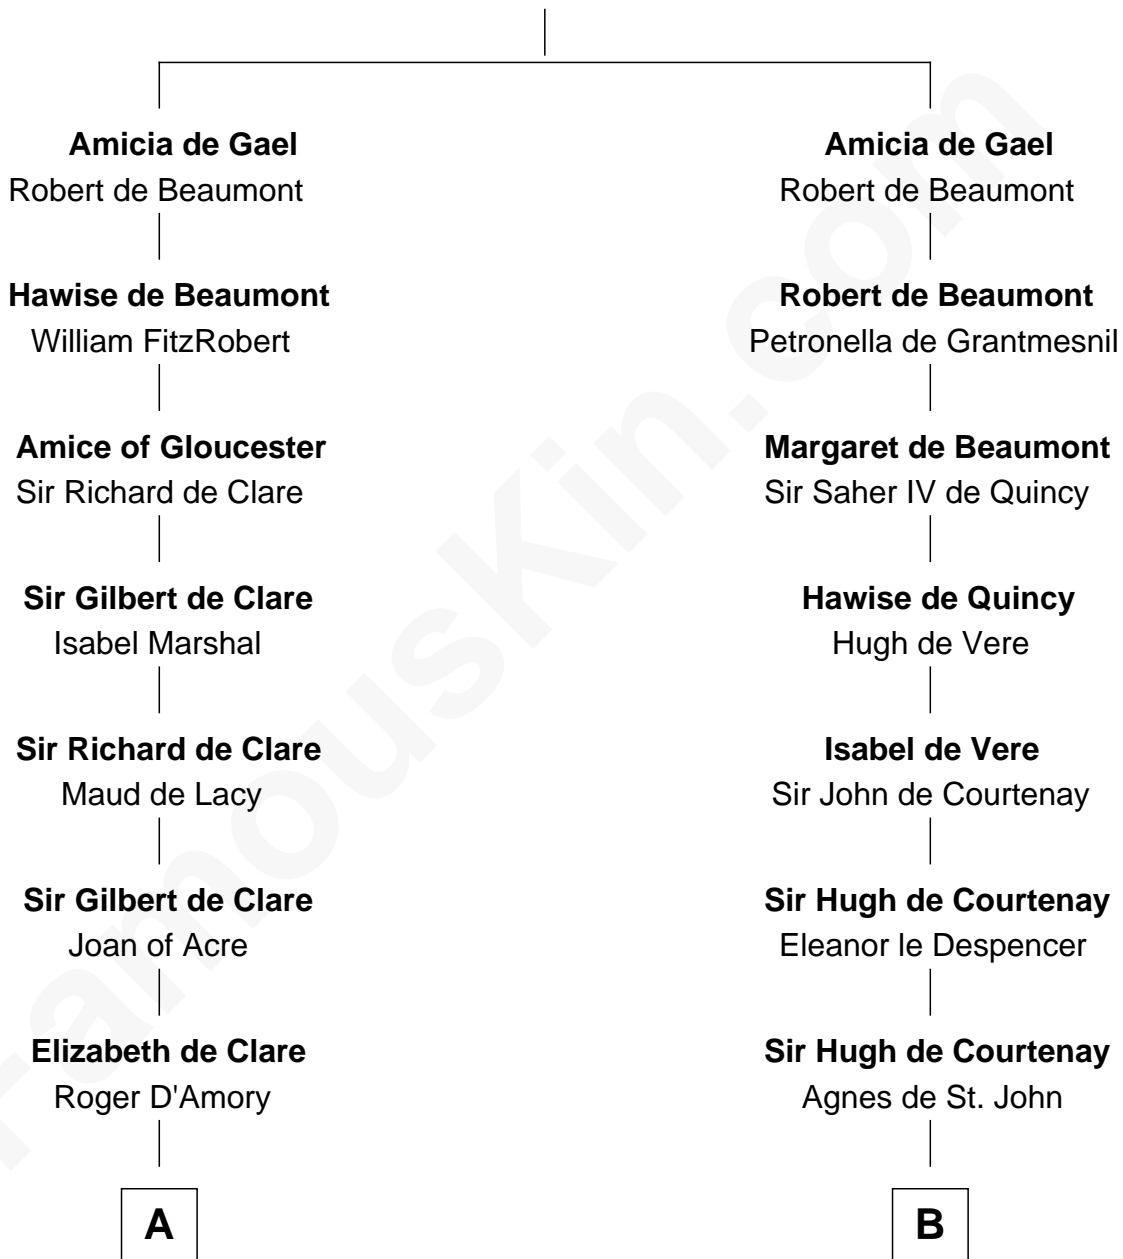 Amicia de Gael
Robert de Beaumont
Hawise de Beaumont
William FitzRobert
Amice of Gloucester
Sir Richard de Clare
Sir Gilbert de Clare
Isabel Marshal
Sir Richard de Clare
Maud de Lacy
Sir Gilbert de Clare
Joan of Acre
Elizabeth de Clare
Roger D'Amory
A
Amicia de Gael
Robert de Beaumont
Robert de Beaumont
Petronella de Grantmesnil
Margaret de Beaumont
Sir Saher IV de Quincy
Hawise de Quincy
Hugh de Vere
Isabel de Vere
Sir John de Courtenay
Sir Hugh de Courtenay
Eleanor le Despencer
Sir Hugh de Courtenay
Agnes de St. John
B
FamousKin.com